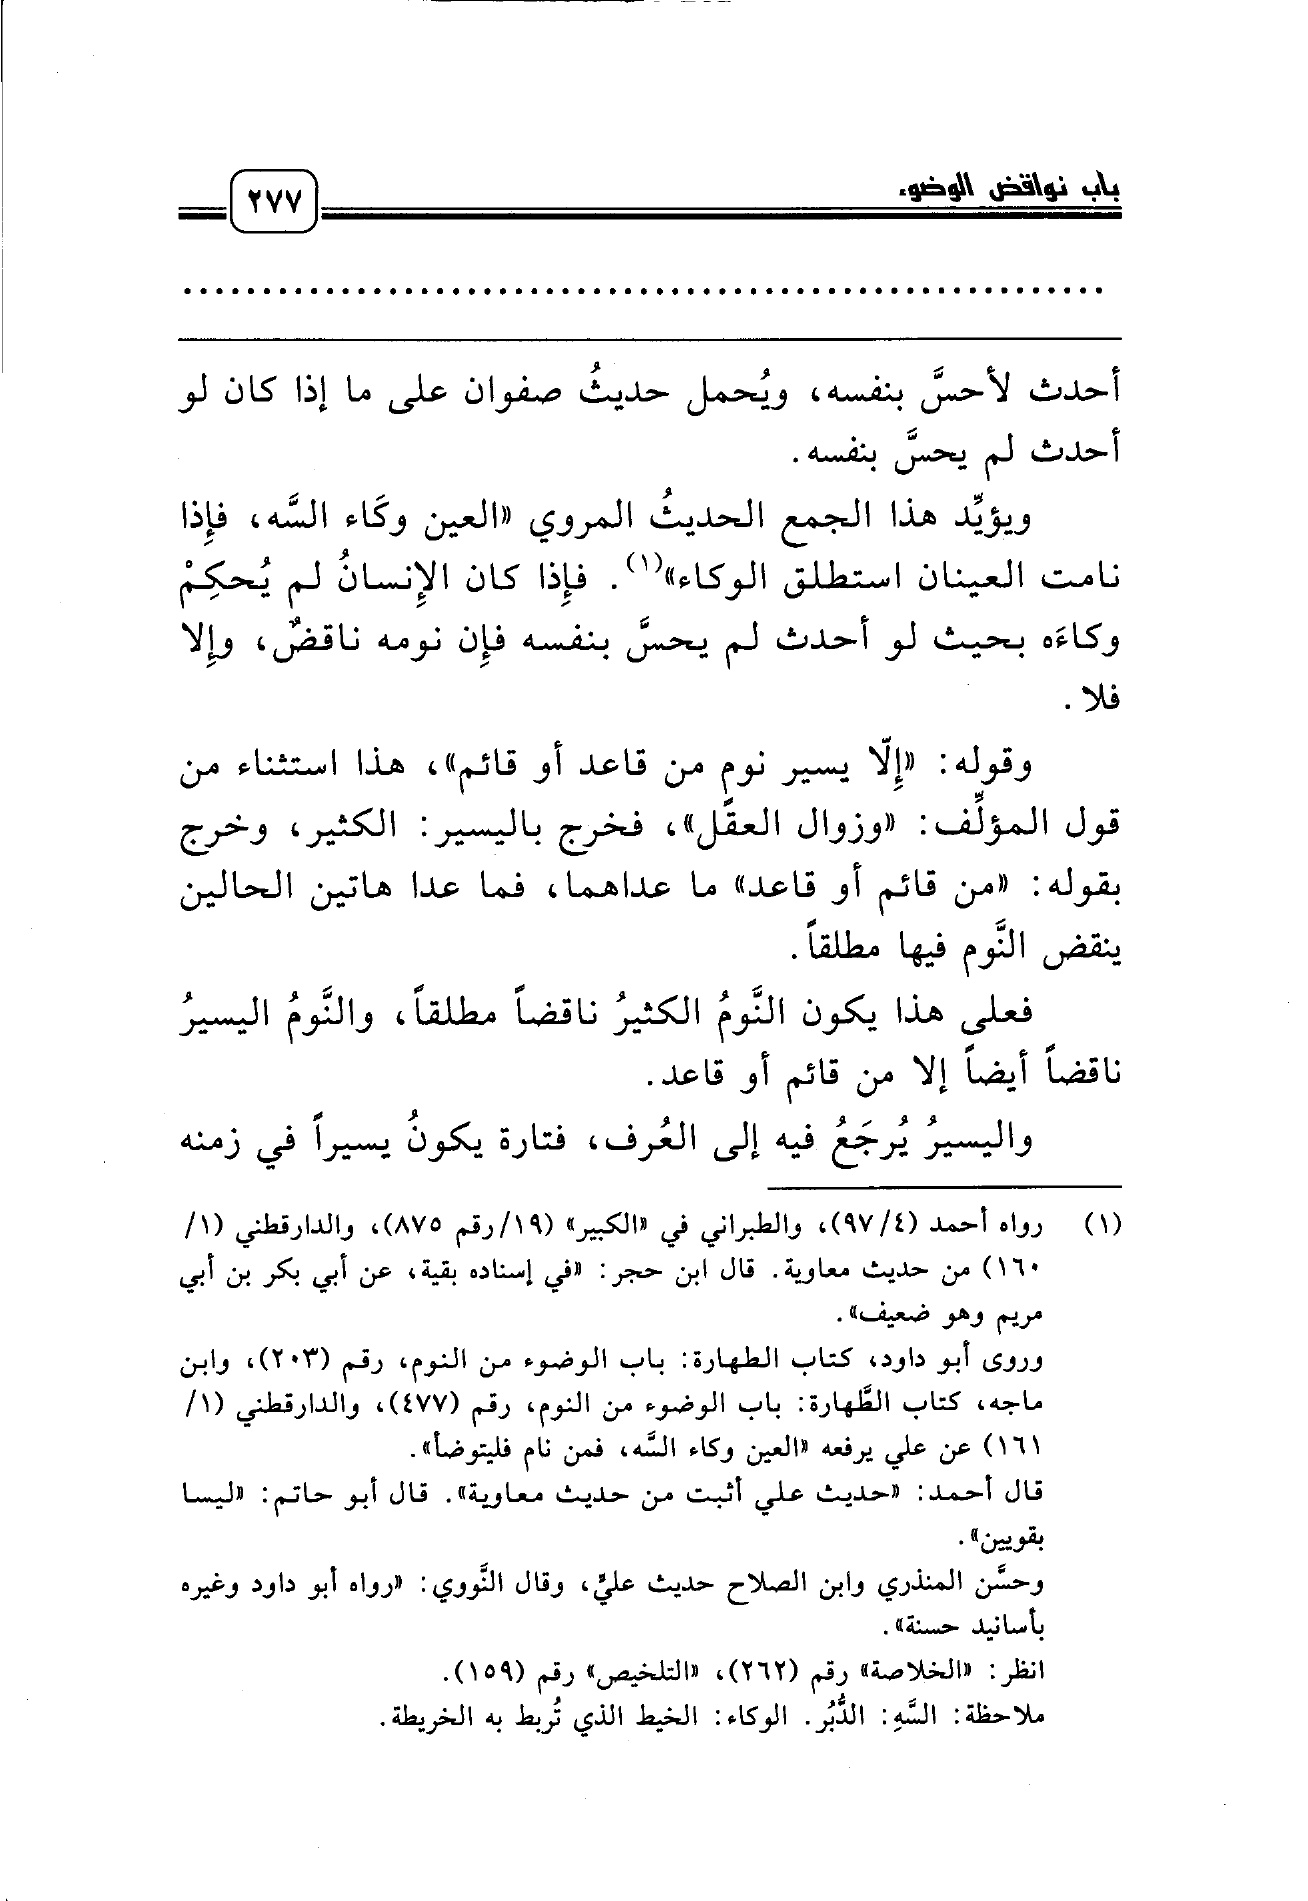 باب نواقض الوضوء
٢٧٧
أحدث لأحسَّ بنفسه، ويُحمل حديثُ صفوان على ما إذا كان لو
أحدث لم يحسَّ بنفسه.
ويؤيِّد هذا الجمع الحديثُ المروي «العين وكَاء السَّه، فإِذا
نامت العينان استطلق الوكاء»(١). فإِذا كان الإِنسانُ لم يُحكِمْ
وكاءَه بحيث لو أحدث لم يحسَّ بنفسه فإِن نومه ناقضٌ، وإِلا
فلا.
وقوله: «إِلّا يسير نوم من قاعد أو قائم»، هذا استثناء من
قول المؤلِّف: «وزوال العقل»، فخرج باليسير: الكثير، وخرج
بقوله: «من قائم أو قاعد» ما عداهما، فما عدا هاتين الحالين
ينقض النَّوم فيها مطلقاً.
فعلى هذا يكون النَّومُ الكثيرُ ناقضاً مطلقاً، والنَّومُ اليسيرُ
ناقضاً أيضاً إلا من قائم أو قاعد.
واليسيرُ يُرجَعُ فيه إلى العُرف، فتارة يكونُ يسيراً في زمنه
(١) رواه أحمد (٩٧/٤)، والطبراني في «الكبير» (١٩/رقم ٨٧٥)، والدارقطني (١/
١٦٠) من حديث معاوية. قال ابن حجر: «في إسناده بقية، عن أبي بكر بن أبي
مريم وهو ضعيف».
وروى أبو داود، كتاب الطهارة: باب الوضوء من النوم، رقم (٢٠٣)، وابن
ماجه، كتاب الطَّهارة: باب الوضوء من النوم، رقم (٤٧٧)، والدارقطني (١/
١٦١) عن علي يرفعه «العين وكاء السَّه، فمن نام فليتوضأ».
قال أحمد: «حديث علي أثبت من حديث معاوية». قال أبو حاتم: «ليسا
بقويين».
وحسَّن المنذري وابن الصلاح حديث عليّ، وقال النَّووي: «رواه أبو داود وغيره
بأسانيد حسنة».
انظر: «الخلاصة» رقم (٢٦٢)، «التلخيص» رقم (١٥٩).
ملاحظة: السَّهِ: الدُّبُر. الوكاء: الخيط الذي تُربط به الخريطة.